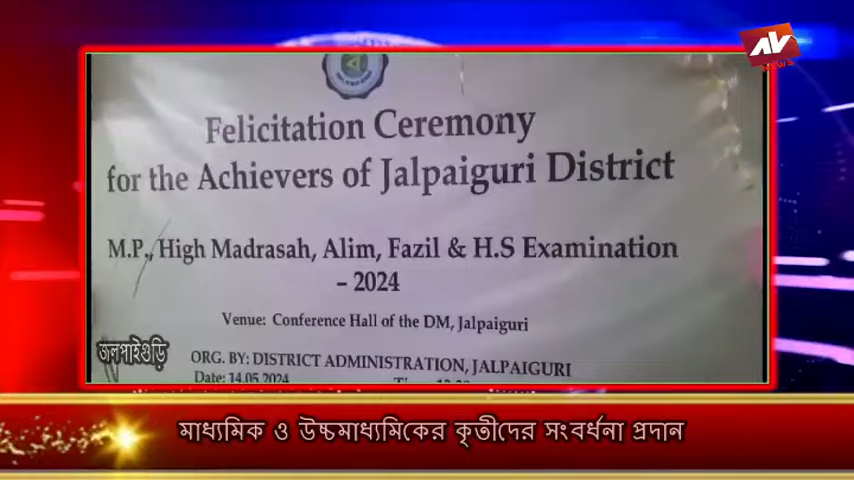 AV
NEWS
Felicitation Ceremony
for the Achievers of Jalpaiguri District
M.P., High Madrasah, Alim, Fazil & H.S Examination
– 2024
Venue: Conference Hall of the DM, Jalpaiguri
জলপাইগুড়ি
ORG. BY: DISTRICT ADMINISTRATION, JALPAIGURI
Date: 14.05.2024
মাধ্যমিক ও উচ্চমাধ্যমিকের কৃতীদের সংবর্ধনা প্রদান